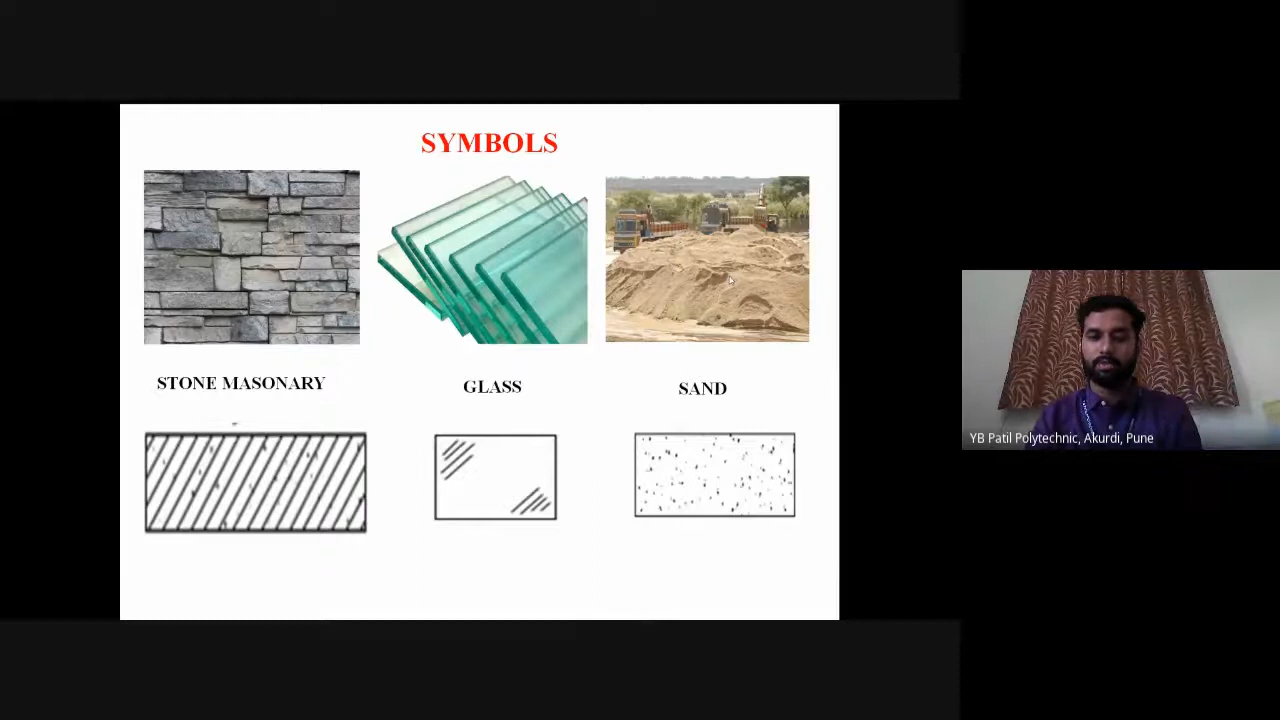 SYMBOLS
STONE MASONARY
GLASS
SAND
YB Patil Polytechnic, Akurdi, Pune